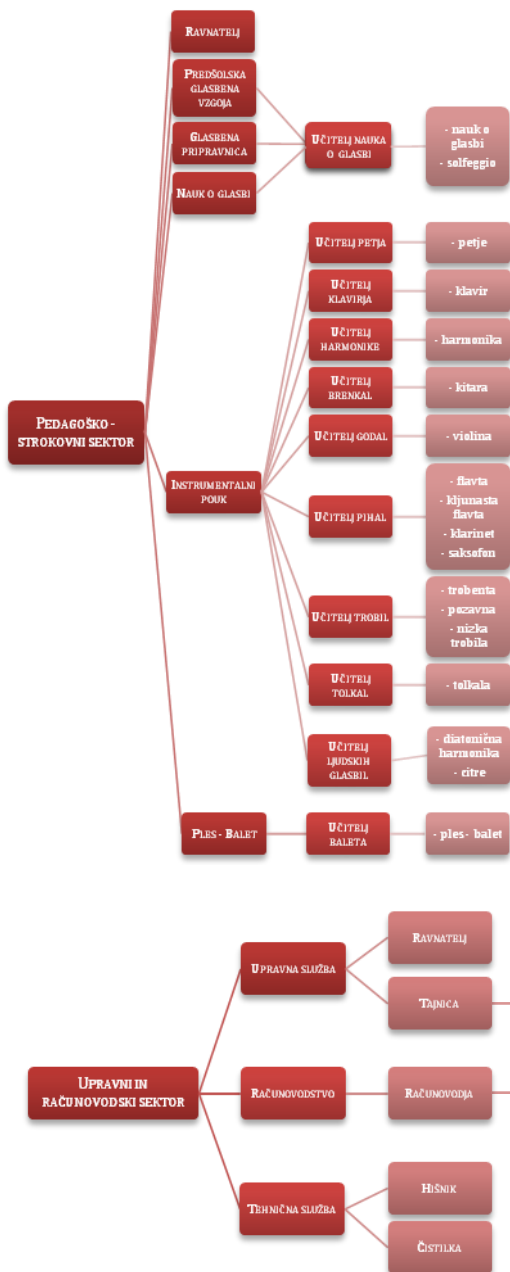 RAVNATELJ
PREDŠOLSKA
GLASBENA
VZGOJA
GLASBENA
PRIPRAVNICA
NAUK O GLASBI
UČITELJ NAUKA
O GLASBI
- nauk o
glasbi
- solfeggio
PEDAGOŠKO -
STROKOVNI SEKTOR
INSTRUMENTALNI
POUK
UČITELJ PETJA
- petje
UČITELJ
KLAVIRJA
- klavir
UČITELJ
HARMONIKE
- harmonika
UČITELJ
BRENKAL
- kitara
UČITELJ GODAL
- violina
UČITELJ PIHAL
- flavta
- kljunasta
flavta
- klarinet
- saksofon
UČITELJ TROBIL
- trobenta
- pozavna
- nizka
trobila
UČITELJ
TOLKAL
- tolkala
UČITELJ
LJUDSKIH
GLASBIL
- diatonična
harmonika
- citre
PLES - BALET
UČITELJ
BALETA
- ples - balet
UPRAVNI IN
RAČUNOVODSKI SEKTOR
UPRAVNA SLUŽBA
RAVNATELJ
TAJNICA
RAČUNOVODSTVO
RAČUNOVODJA
TEHNIČNA SLUŽBA
HIŠNIK
ČISTILKA